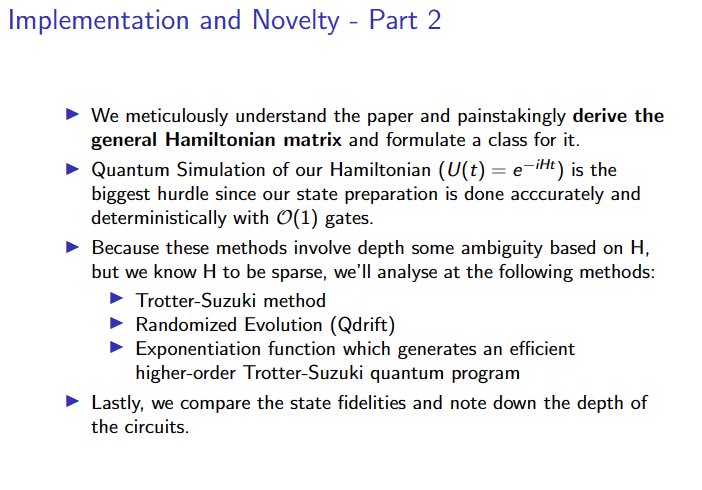 Implementation and Novelty - Part 2
We meticulously understand the paper and painstakingly derive the
general Hamiltonian matrix and formulate a class for it.
Quantum Simulation of our Hamiltonian (U(t) = e^{-iHt}) is the
biggest hurdle since our state preparation is done acccurately and
deterministically with O(1) gates.
Because these methods involve depth some ambiguity based on H,
but we know H to be sparse, we'll analyse at the following methods:
Trotter-Suzuki method
Randomized Evolution (Qdrift)
Exponentiation function which generates an efficient
higher-order Trotter-Suzuki quantum program
Lastly, we compare the state fidelities and note down the depth of
the circuits.